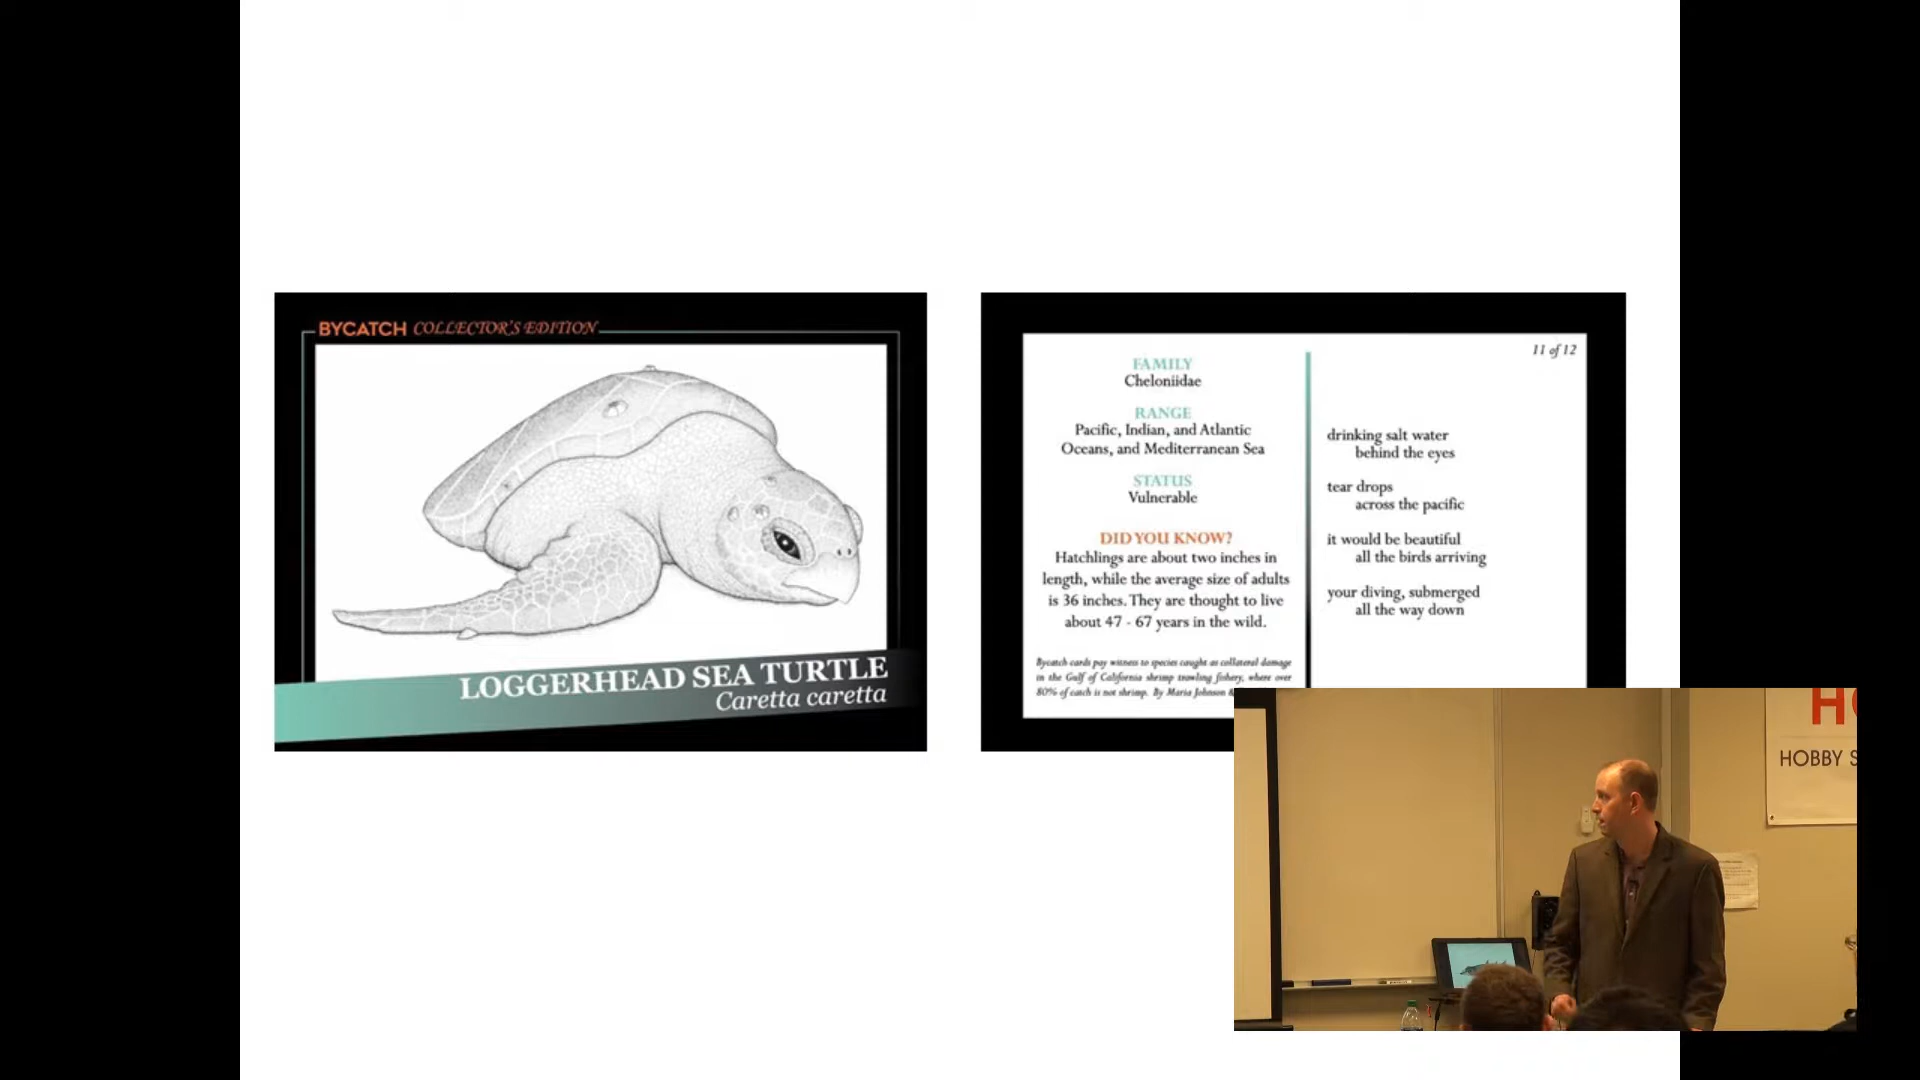 BYCATCH COLLECTOR'S EDITION
LOGGERHEAD SEA TURTLE
Caretta caretta
11 of 12
FAMILY
Cheloniidae
RANGE
Pacific, Indian, and Atlantic
Oceans, and Mediterranean Sea
STATUS
Vulnerable
DID YOU KNOW?
Hatchlings are about two inches in
length, while the average size of adults
is 36 inches. They are thought to live
about 47 - 67 years in the wild.
Bycatch cards pay witness to species caught as collateral damage
in the Gulf of California shrimp trawling fishery, where over
80% of catch is not shrimp. By Maria Johnson
drinking salt water
behind the eyes
tear drops
across the pacific
it would be beautiful
all the birds arriving
your diving, submerged
all the way down
HOBBY